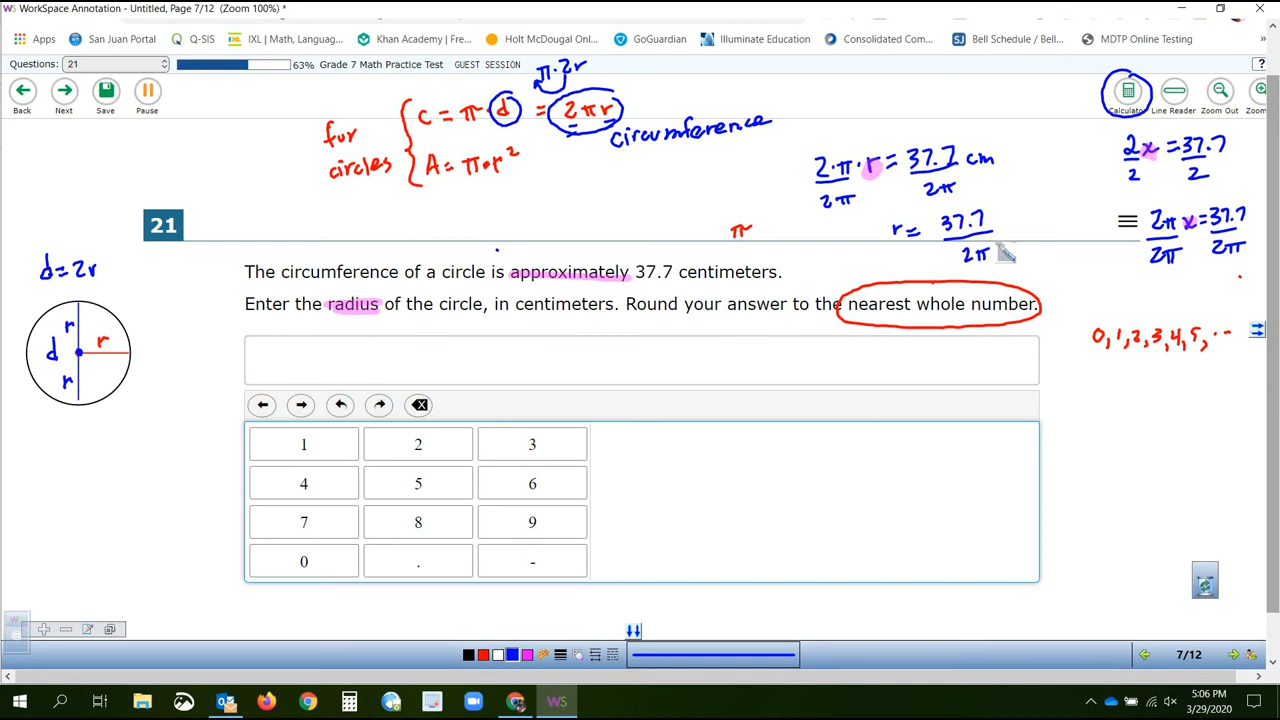 WorkSpace Annotation - Untitled, Page 7/12 (Zoom 100%) *
Apps San Juan Portal Q-SIS IXL | Math, Languag... Khan Academy | Fre... Holt McDougal Onl... GoGuardian Illuminate Education Consolidated Comm... Bell Schedule / Bell... MDTP Online Testing
Questions: 21 63% Grade 7 Math Practice Test GUEST SESSION
Back Next Save Pause Calculator Line Reader Zoom Out Zoo
π·2r
for circles
C = π·d = 2πr
circumference
A = π·r²
2·π·r = 37.7 cm
2π 2π
r = 37.7
2π
2x = 37.7
2 2
2πx = 37.7
2π 2π
21
π
d=2r
The circumference of a circle is approximately 37.7 centimeters.
Enter the radius of the circle, in centimeters. Round your answer to the nearest whole number.
0,1,2,3,4,5,...
r
d r
r
1 2 3
4 5 6
7 8 9
0 . -
WS
7/12
WS
5:06 PM
3/29/2020